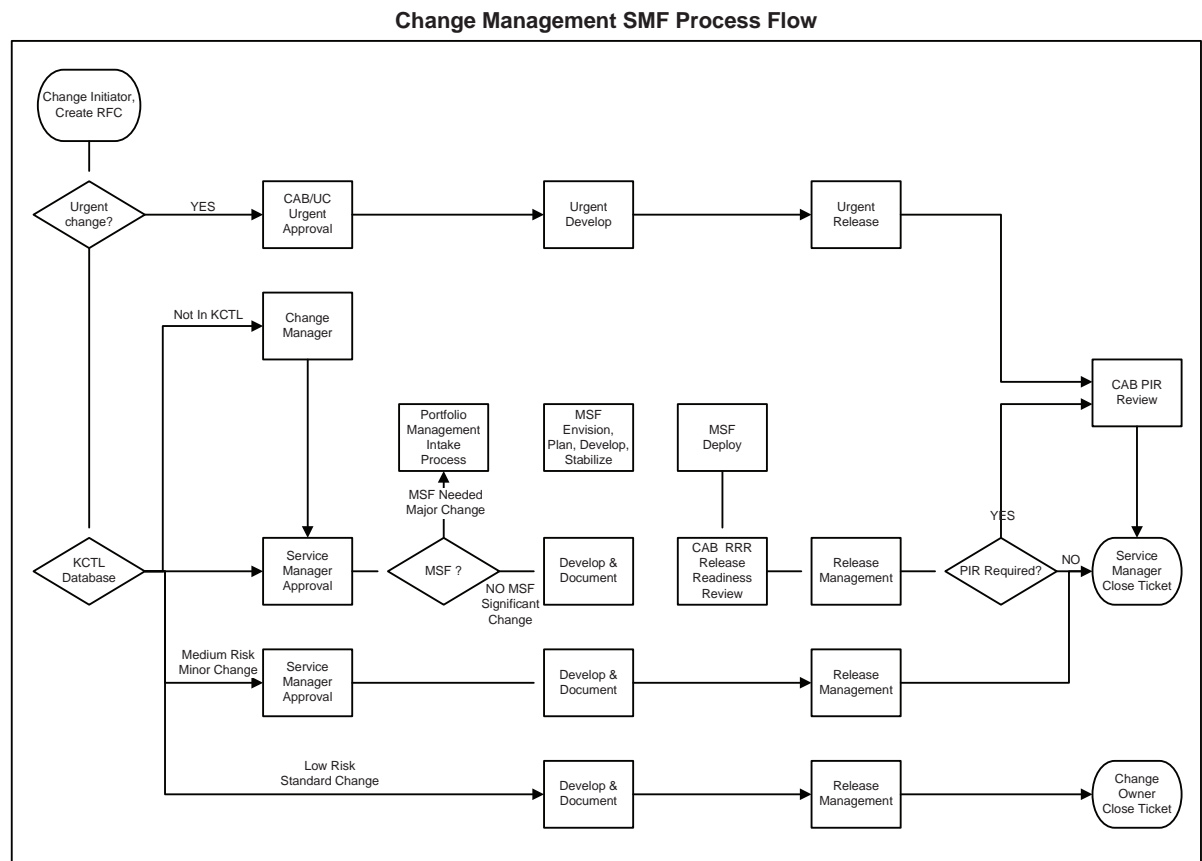 Change Management SMF Process Flow
Change Initiator,
Create RFC
Urgent
change?
YES
CAB/UC
Urgent
Approval
Urgent
Develop
Urgent
Release
Not In KCTL
Change
Manager
CAB PIR
Review
Portfolio
Management
Intake
Process
MSF
Envision,
Plan, Develop,
Stabilize
MSF
Deploy
MSF Needed
Major Change
YES
KCTL
Database
Service
Manager
Approval
MSF ?
NO MSF
Significant
Change
Develop &
Document
CAB RRR
Release
Readiness
Review
Release
Management
PIR Required?
NO
Service
Manager
Close Ticket
Medium Risk
Minor Change
Service
Manager
Approval
Develop &
Document
Release
Management
Low Risk
Standard Change
Develop &
Document
Release
Management
Change
Owner
Close Ticket